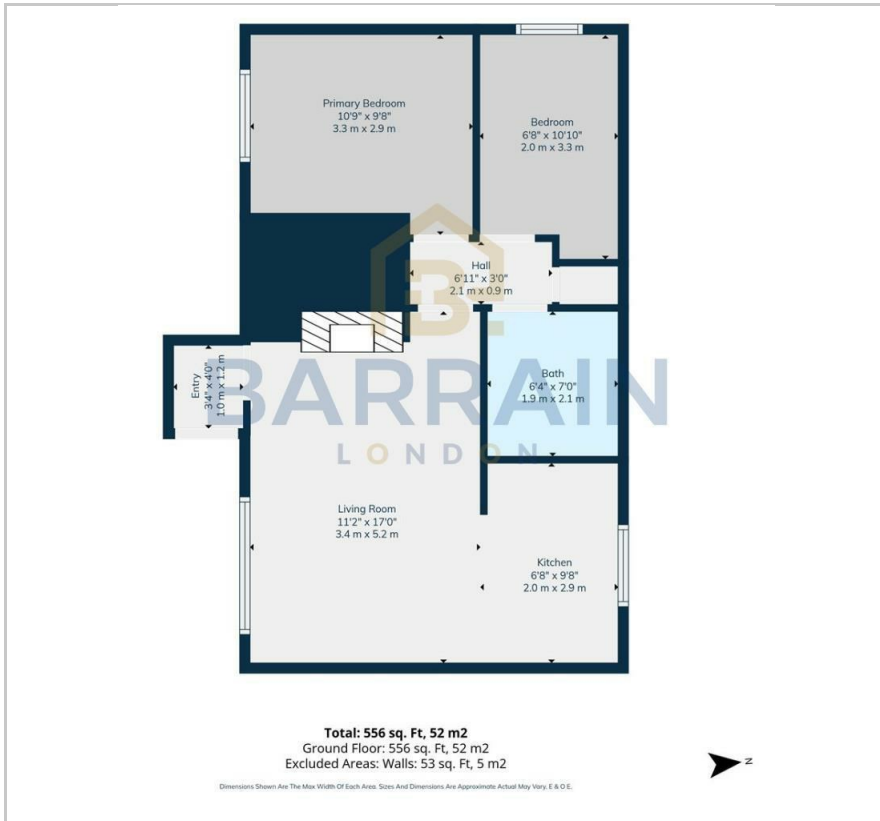 Primary Bedroom
10'9" x 9'8"
3.3 m x 2.9 m
Bedroom
6'8" x 10'10"
2.0 m x 3.3 m
Hall
6'11" x 3'0"
2.1 m x 0.9 m
Entry
3'4" x 4'0"
1.0 m x 1.2 m
Bath
6'4" x 7'0"
1.9 m x 2.1 m
BARRAIN
LONDON
Living Room
11'2" x 17'0"
3.4 m x 5.2 m
Kitchen
6'8" x 9'8"
2.0 m x 2.9 m
Total: 556 sq. Ft, 52 m2
Ground Floor: 556 sq. Ft, 52 m2
Excluded Areas: Walls: 53 sq. Ft, 5 m2
N
Dimensions Shown Are The Max Width Of Each Area. Sizes And Dimensions Are Approximate Actual May Vary. E & O E.